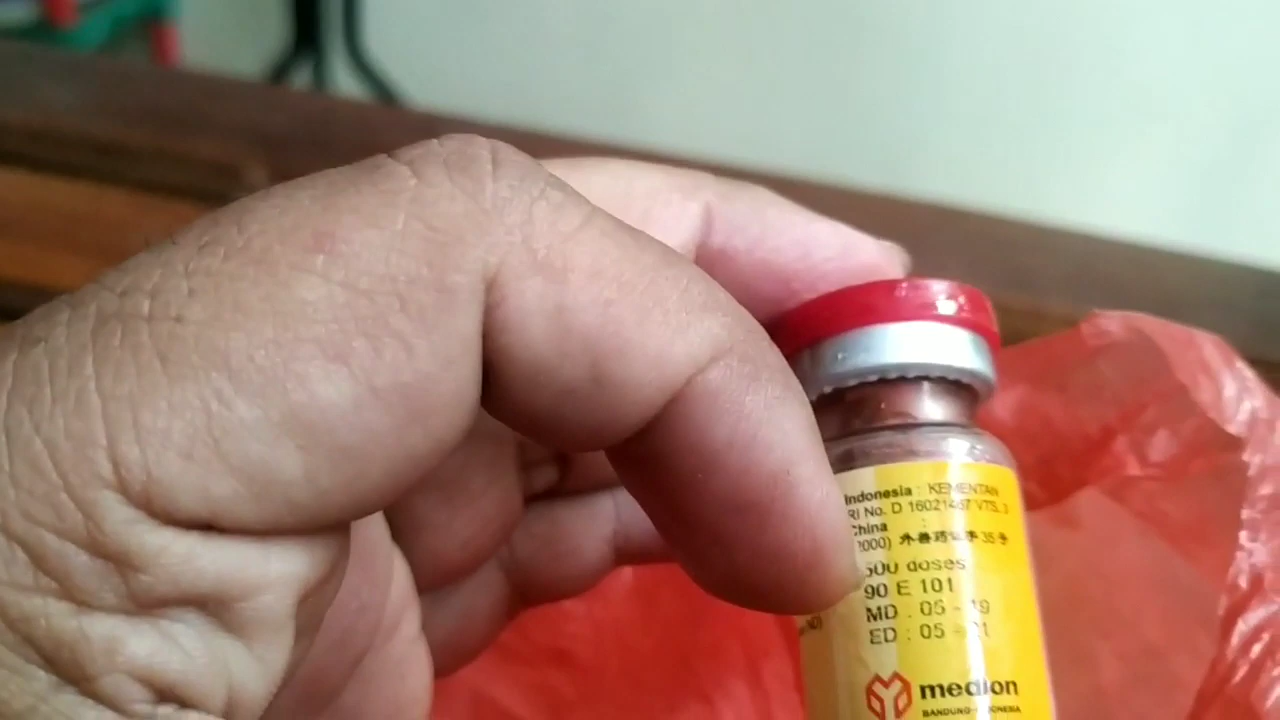 Indonesia : KEMENTAN
RI No. D 16021467 VTS.
China :
2000) 外兽药证字35号
500 doses
90 E 101
MD : 05 - 19
ED : 05 - 21
medion
BANDUNG-INDONESIA